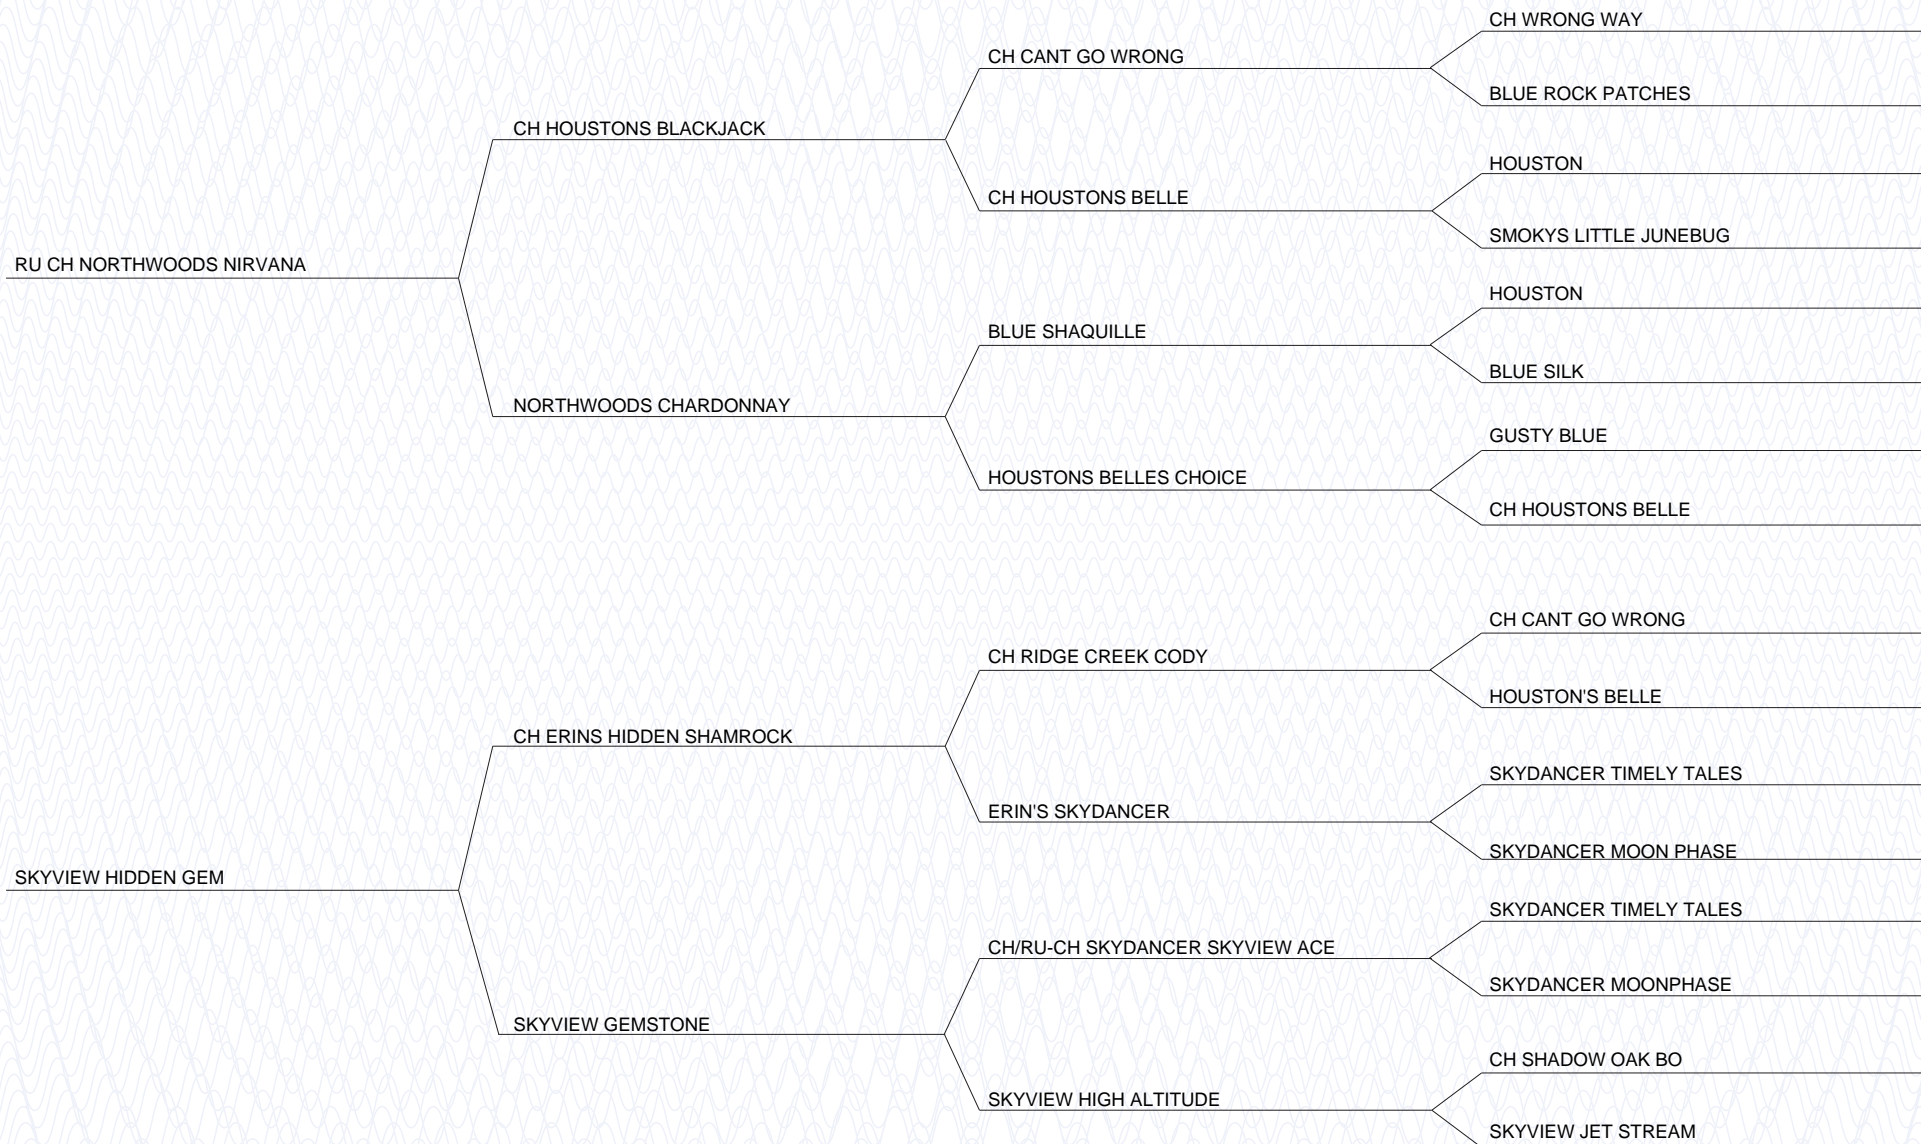 CH WRONG WAY
CH CANT GO WRONG
BLUE ROCK PATCHES
CH HOUSTONS BLACKJACK
HOUSTON
CH HOUSTONS BELLE
SMOKYS LITTLE JUNEBUG
RU CH NORTHWOODS NIRVANA
HOUSTON
BLUE SHAQUILLE
BLUE SILK
NORTHWOODS CHARDONNAY
GUSTY BLUE
HOUSTONS BELLES CHOICE
CH HOUSTONS BELLE
CH CANT GO WRONG
CH RIDGE CREEK CODY
HOUSTON'S BELLE
CH ERINS HIDDEN SHAMROCK
SKYDANCER TIMELY TALES
ERIN'S SKYDANCER
SKYDANCER MOON PHASE
SKYVIEW HIDDEN GEM
SKYDANCER TIMELY TALES
CH/RU-CH SKYDANCER SKYVIEW ACE
SKYDANCER MOONPHASE
SKYVIEW GEMSTONE
CH SHADOW OAK BO
SKYVIEW HIGH ALTITUDE
SKYVIEW JET STREAM